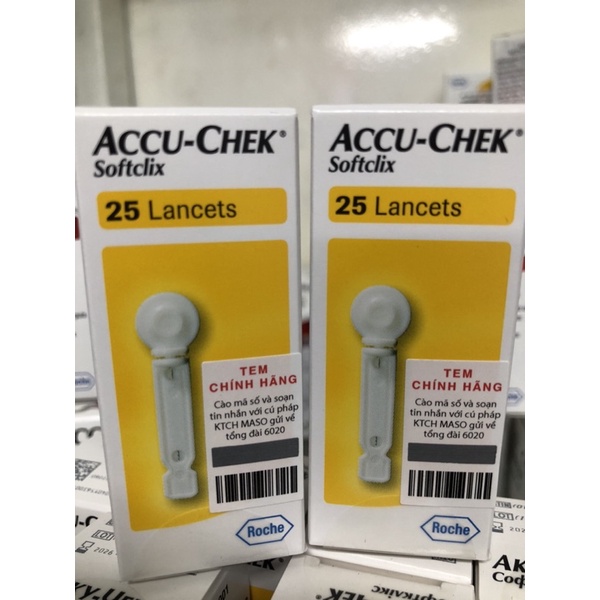 ACCU-CHEK®
Softclix
25 Lancets
TEM
CHÍNH HÃNG
Cào mã số và soạn
tin nhắn với cú pháp
KTCH MASO gửi về
tổng đài 6020
Roche
ACCU-CHEK®
Softclix
25 Lancets
TEM
CHÍNH HÃNG
Cào mã số và soạn
tin nhắn với cú pháp
KTCH MASO gửi về
tổng đài 6020
Roche